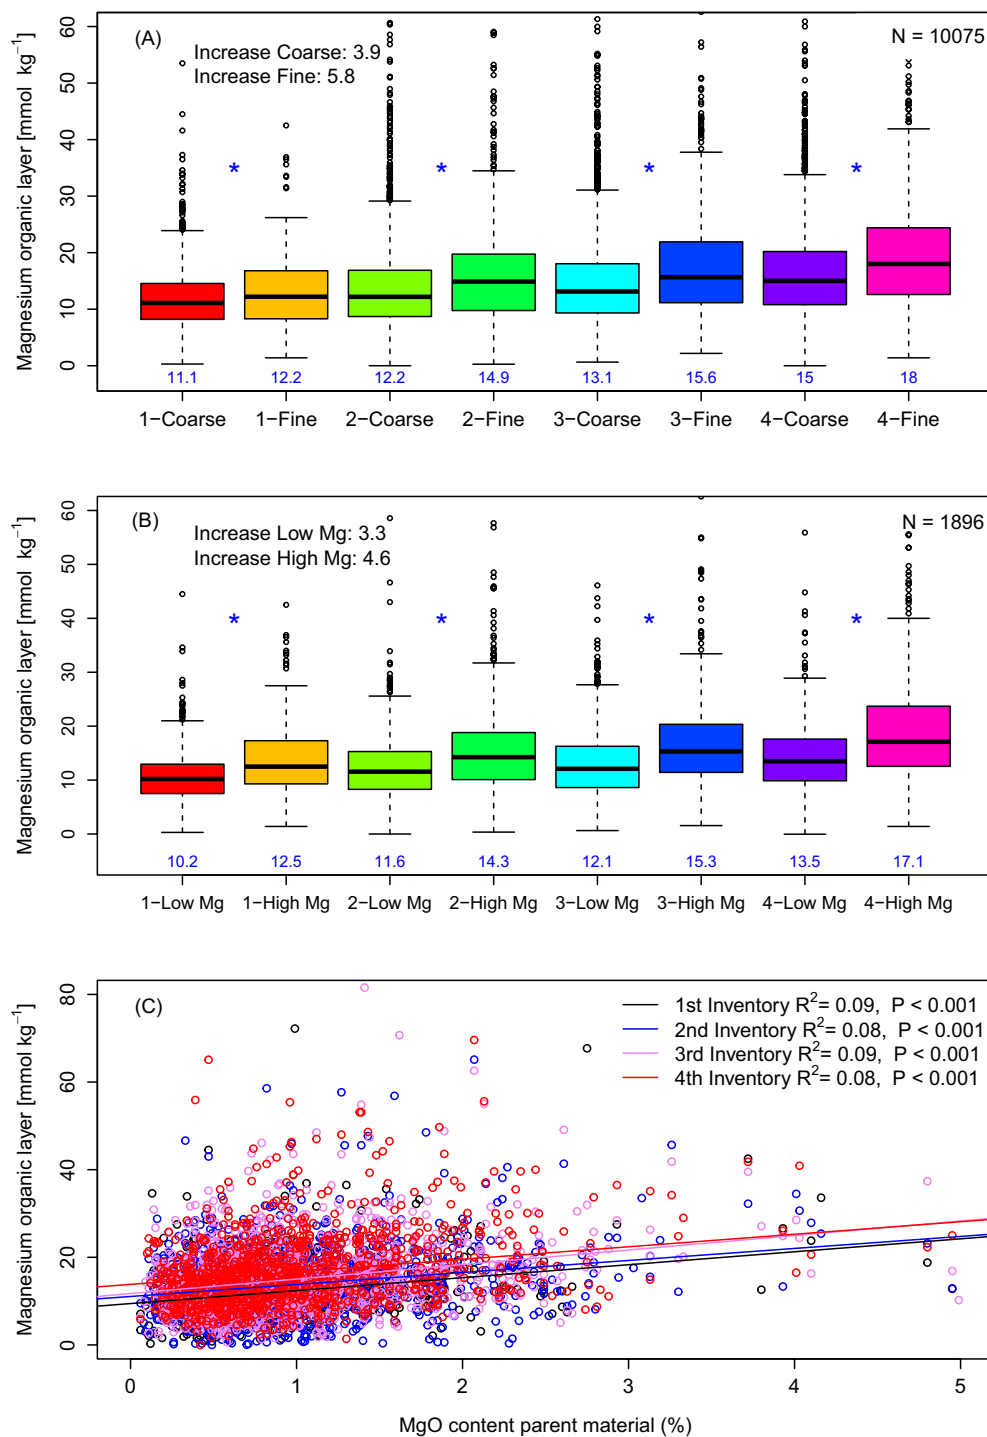 (A)
Increase Coarse: 3.9
Increase Fine: 5.8
N = 10075
Magnesium organic layer [mmol kg⁻¹]
60
50
40
30
20
10
0
* * * *
11.1 12.2 12.2 14.9 13.1 15.6 15 18
1−Coarse 1−Fine 2−Coarse 2−Fine 3−Coarse 3−Fine 4−Coarse 4−Fine
(B)
Increase Low Mg: 3.3
Increase High Mg: 4.6
N = 1896
Magnesium organic layer [mmol kg⁻¹]
60
50
40
30
20
10
0
* * * *
10.2 12.5 11.6 14.3 12.1 15.3 13.5 17.1
1−Low Mg 1−High Mg 2−Low Mg 2−High Mg 3−Low Mg 3−High Mg 4−Low Mg 4−High Mg
(C)
1st Inventory R²= 0.09, P < 0.001
2nd Inventory R²= 0.08, P < 0.001
3rd Inventory R²= 0.09, P < 0.001
4th Inventory R²= 0.08, P < 0.001
Magnesium organic layer [mmol kg⁻¹]
80
60
40
20
0
0 1 2 3 4 5
MgO content parent material (%)